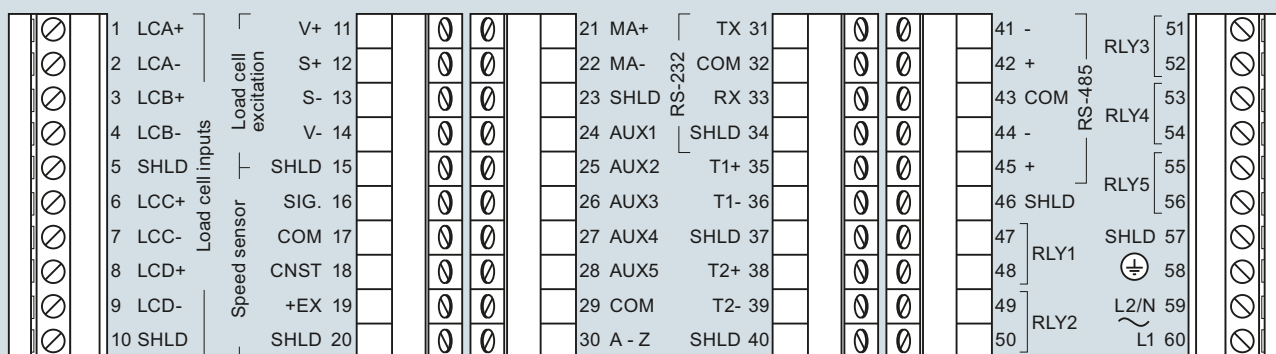 1 LCA+
2 LCA-
3 LCB+
4 LCB-
5 SHLD
6 LCC+
7 LCC-
8 LCD+
9 LCD-
10 SHLD
Load cell inputs
Load cell
excitation
Speed sensor
V+ 11
S+ 12
S- 13
V- 14
SHLD 15
SIG. 16
COM 17
CNST 18
+EX 19
SHLD 20
21 MA+
22 MA-
23 SHLD
24 AUX1
25 AUX2
26 AUX3
27 AUX4
28 AUX5
29 COM
30 A - Z
RS-232
TX 31
COM 32
RX 33
SHLD 34
T1+ 35
T1- 36
SHLD 37
T2+ 38
T2- 39
SHLD 40
41 -
42 +
43 COM
44 -
45 +
46 SHLD
47
48
49
50
RS-485
RLY1
RLY2
RLY3
RLY4
RLY5
51
52
53
54
55
56
SHLD 57
58
L2/N 59
L1 60